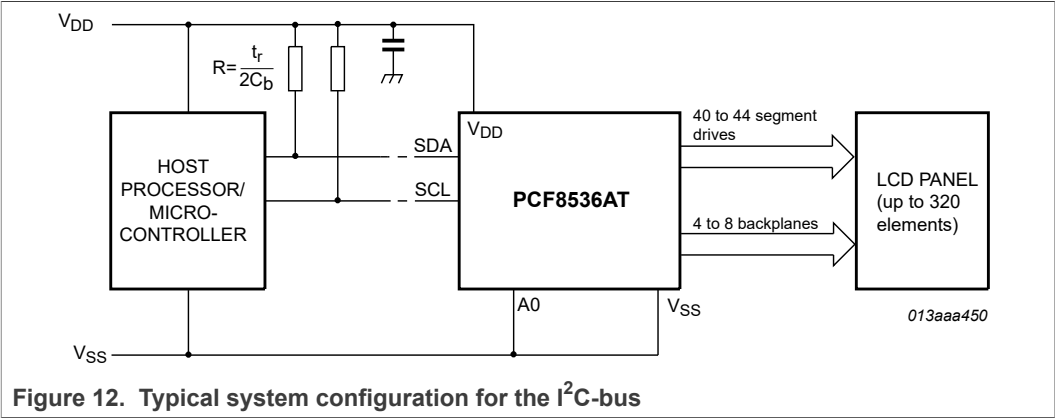 VDD
R= tr
2Cb
VDD
SDA
SCL
HOST
PROCESSOR/
MICRO-
CONTROLLER
PCF8536AT
40 to 44 segment
drives
4 to 8 backplanes
LCD PANEL
(up to 320
elements)
A0
VSS
013aaa450
VSS
Figure 12. Typical system configuration for the I²C-bus